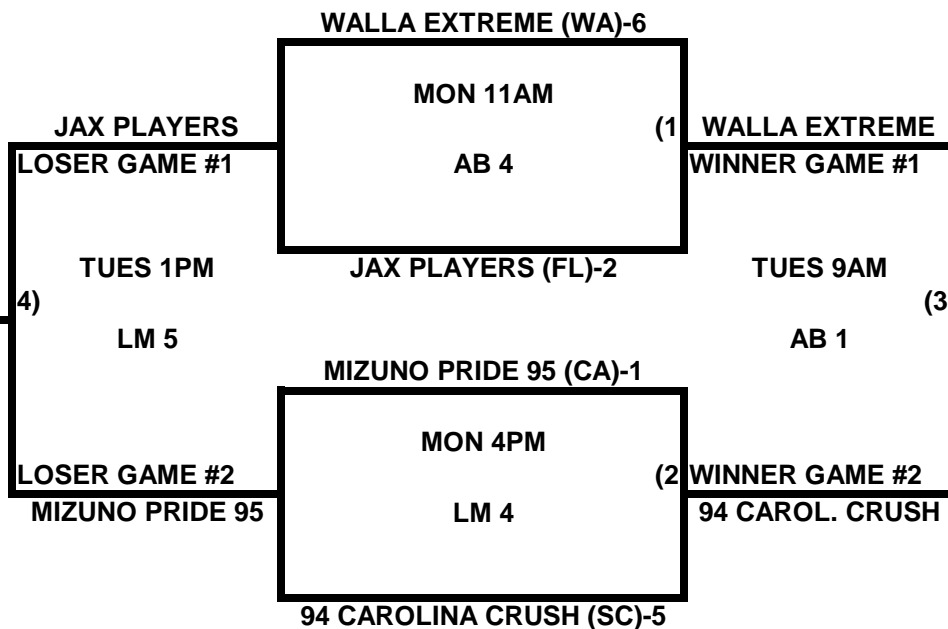 WALLA EXTREME (WA)-6
MON 11AM
JAX PLAYERS
(1
WALLA EXTREME
LOSER GAME #1
AB 4
WINNER GAME #1
TUES 1PM
JAX PLAYERS (FL)-2
TUES 9AM
4)
(3
LM 5
AB 1
MIZUNO PRIDE 95 (CA)-1
MON 4PM
LOSER GAME #2
(2
WINNER GAME #2
MIZUNO PRIDE 95
LM 4
94 CAROL. CRUSH
94 CAROLINA CRUSH (SC)-5